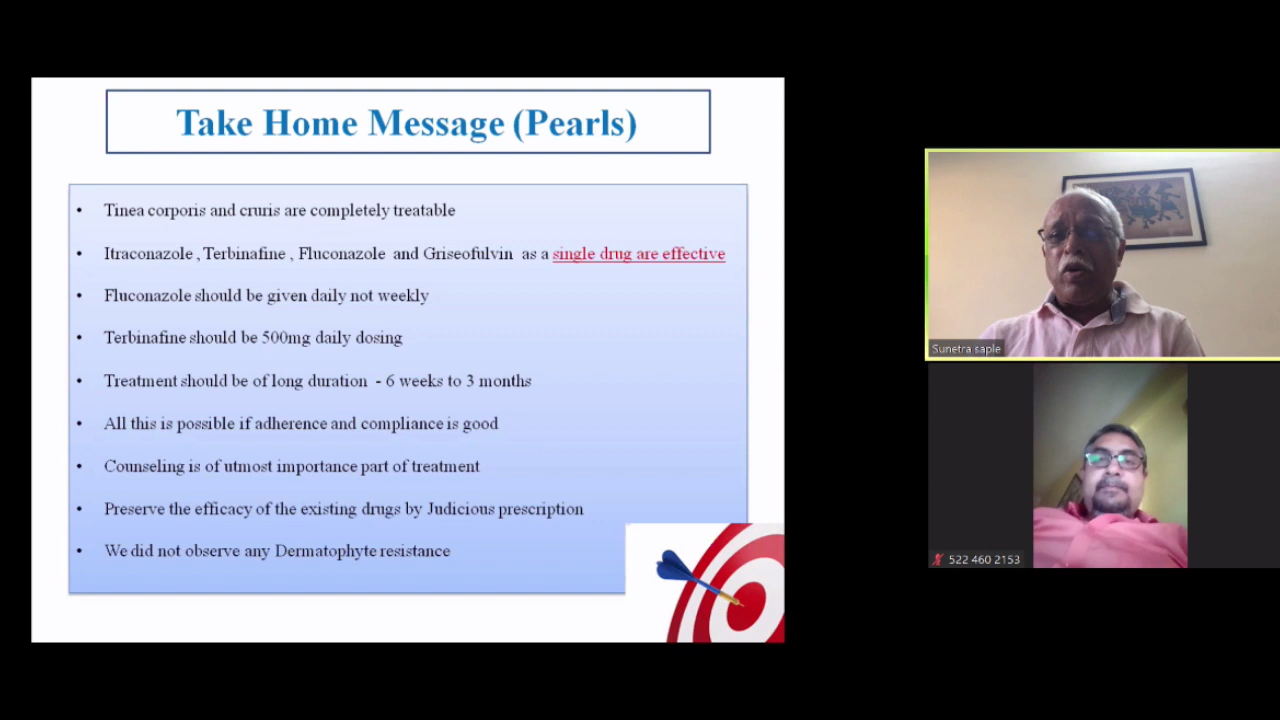 Take Home Message (Pearls)
• Tinea corporis and cruris are completely treatable
• Itraconazole , Terbinafine , Fluconazole and Griseofulvin as a single drug are effective
• Fluconazole should be given daily not weekly
• Terbinafine should be 500mg daily dosing
• Treatment should be of long duration - 6 weeks to 3 months
• All this is possible if adherence and compliance is good
• Counseling is of utmost importance part of treatment
• Preserve the efficacy of the existing drugs by Judicious prescription
• We did not observe any Dermatophyte resistance
Sunetra saple
522 460 2153